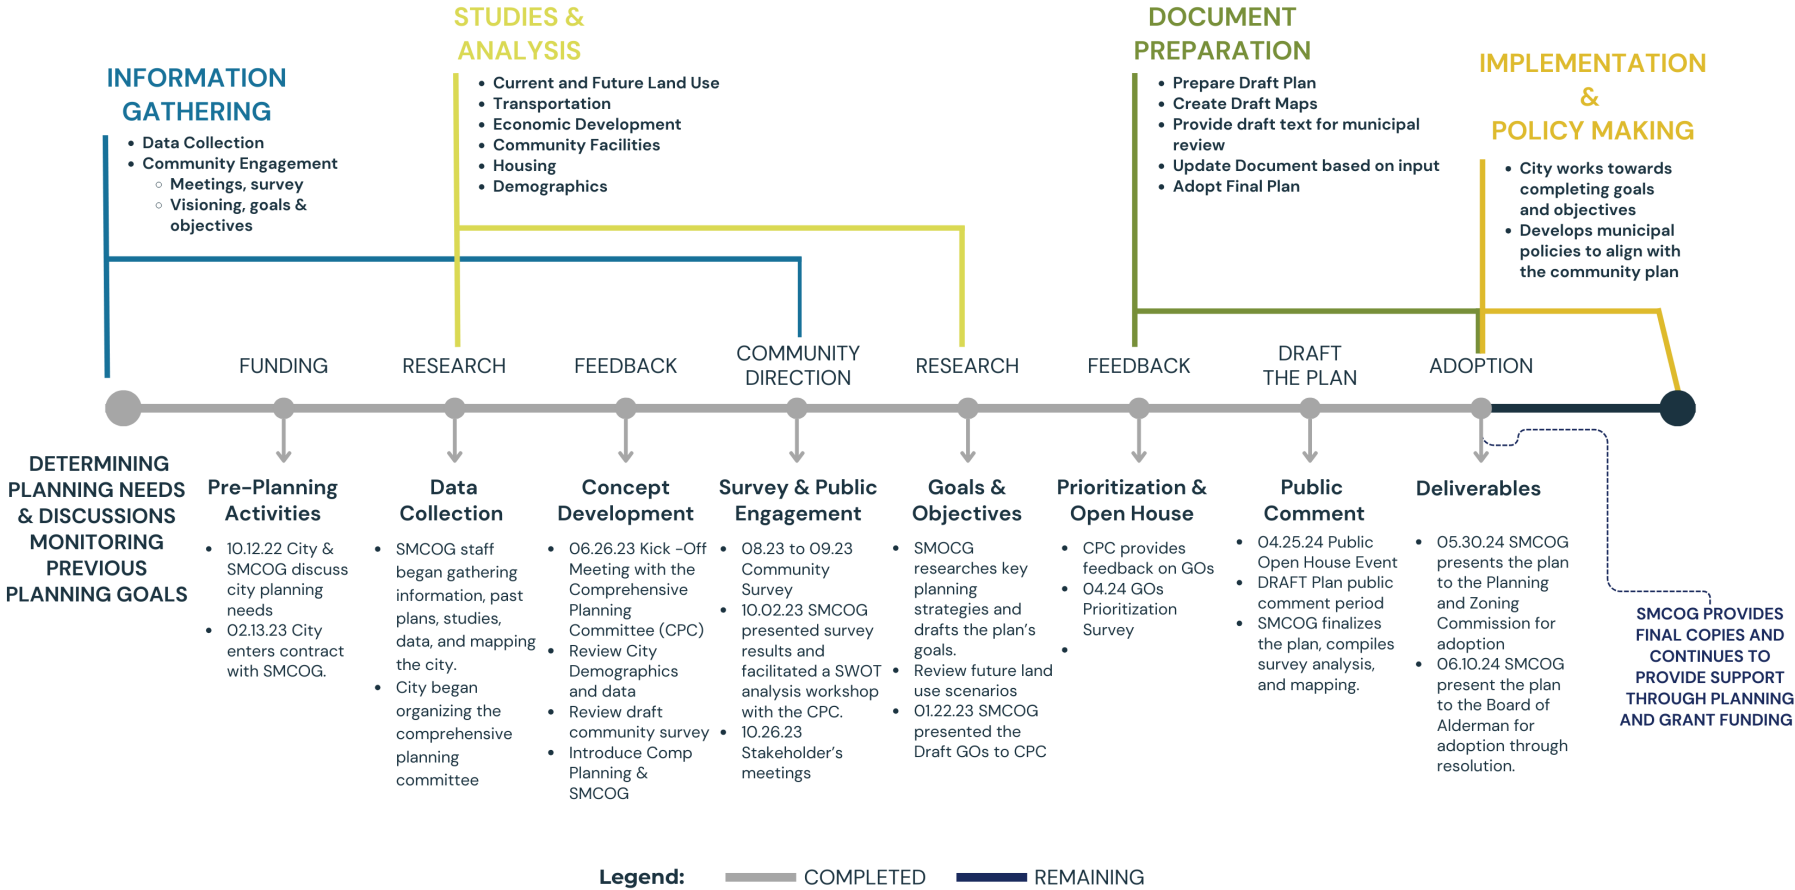 INFORMATION
GATHERING
• Data Collection
• Community Engagement
○ Meetings, survey
○ Visioning, goals &
objectives
STUDIES &
ANALYSIS
• Current and Future Land Use
• Transportation
• Economic Development
• Community Facilities
• Housing
• Demographics
DOCUMENT
PREPARATION
• Prepare Draft Plan
• Create Draft Maps
• Provide draft text for municipal
review
• Update Document based on input
• Adopt Final Plan
IMPLEMENTATION
&
POLICY MAKING
• City works towards
completing goals
and objectives
• Develops municipal
policies to align with
the community plan
FUNDING
RESEARCH
FEEDBACK
COMMUNITY
DIRECTION
RESEARCH
FEEDBACK
DRAFT
THE PLAN
ADOPTION
DETERMINING
PLANNING NEEDS
& DISCUSSIONS
MONITORING
PREVIOUS
PLANNING GOALS
Pre-Planning
Activities
• 10.12.22 City &
SMCOG discuss
city planning
needs
• 02.13.23 City
enters contract
with SMCOG.
Data
Collection
• SMCOG staff
began gathering
information, past
plans, studies,
data, and mapping
the city.
• City began
organizing the
comprehensive
planning
committee
Concept
Development
• 06.26.23 Kick -Off
Meeting with the
Comprehensive
Planning
Committee (CPC)
• Review City
Demographics
and data
• Review draft
community survey
• Introduce Comp
Planning &
SMCOG
Survey & Public
Engagement
• 08.23 to 09.23
Community
Survey
• 10.02.23 SMCOG
presented survey
results and
facilitated a SWOT
analysis workshop
with the CPC.
• 10.26.23
Stakeholder's
meetings
Goals &
Objectives
• SMOCG
researches key
planning
strategies and
drafts the plan's
goals.
• Review future land
use scenarios
• 01.22.23 SMCOG
presented the
Draft GOs to CPC
Prioritization &
Open House
• CPC provides
feedback on GOs
• 04.24 GOs
Prioritization
Survey
•
Public
Comment
• 04.25.24 Public
Open House Event
• DRAFT Plan public
comment period
• SMCOG finalizes
the plan, compiles
survey analysis,
and mapping.
Deliverables
• 05.30.24 SMCOG
presents the plan
to the Planning
and Zoning
Commission for
adoption
• 06.10.24 SMCOG
present the plan
to the Board of
Alderman for
adoption through
resolution.
SMCOG PROVIDES
FINAL COPIES AND
CONTINUES TO
PROVIDE SUPPORT
THROUGH PLANNING
AND GRANT FUNDING
Legend: COMPLETED REMAINING